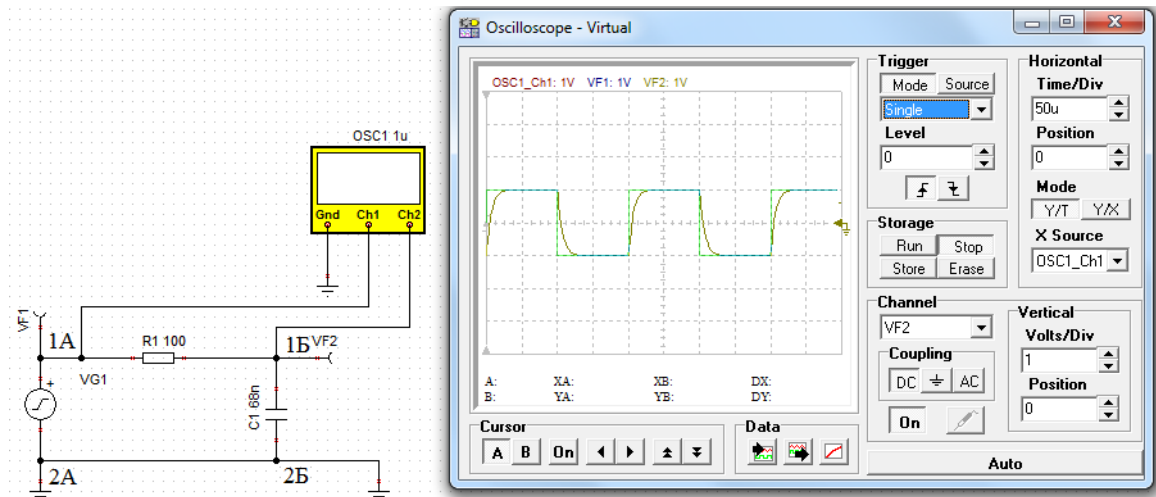 OSC1 1u
Gnd Ch1 Ch2
VF1
1А
R1 100
1Б
VF2
VG1
+
C1 68n
2А
2Б
Oscilloscope - Virtual
OSC1_Ch1: 1V VF1: 1V VF2: 1V
A: XA: XB: DX:
B: YA: YB: DY:
Cursor
A B On
Data
Trigger
Mode Source
Single
Level
0
Storage
Run Stop
Store Erase
Channel
VF2
Coupling
DC AC
On
Horizontal
Time/Div
50u
Position
0
Mode
Y/T Y/X
X Source
OSC1_Ch1
Vertical
Volts/Div
1
Position
0
Auto